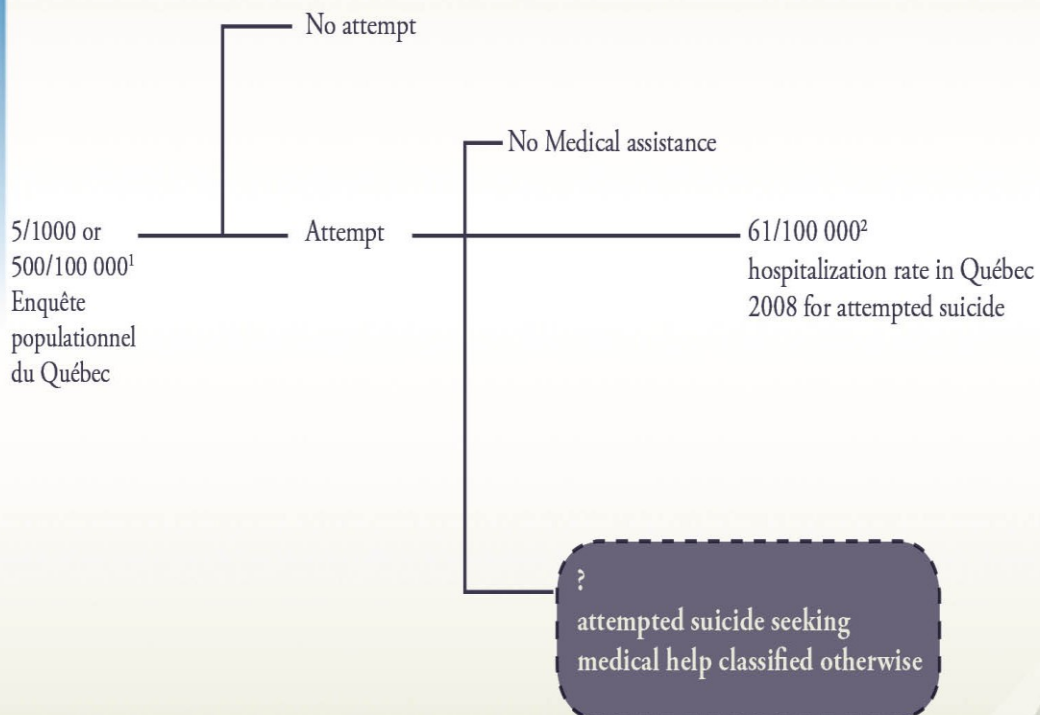 No attempt
No Medical assistance
5/1000 or
500/100 000¹
Enquête
populationnel
du Québec
Attempt
61/100 000²
hospitalization rate in Québec
2008 for attempted suicide
?
attempted suicide seeking
medical help classified otherwise